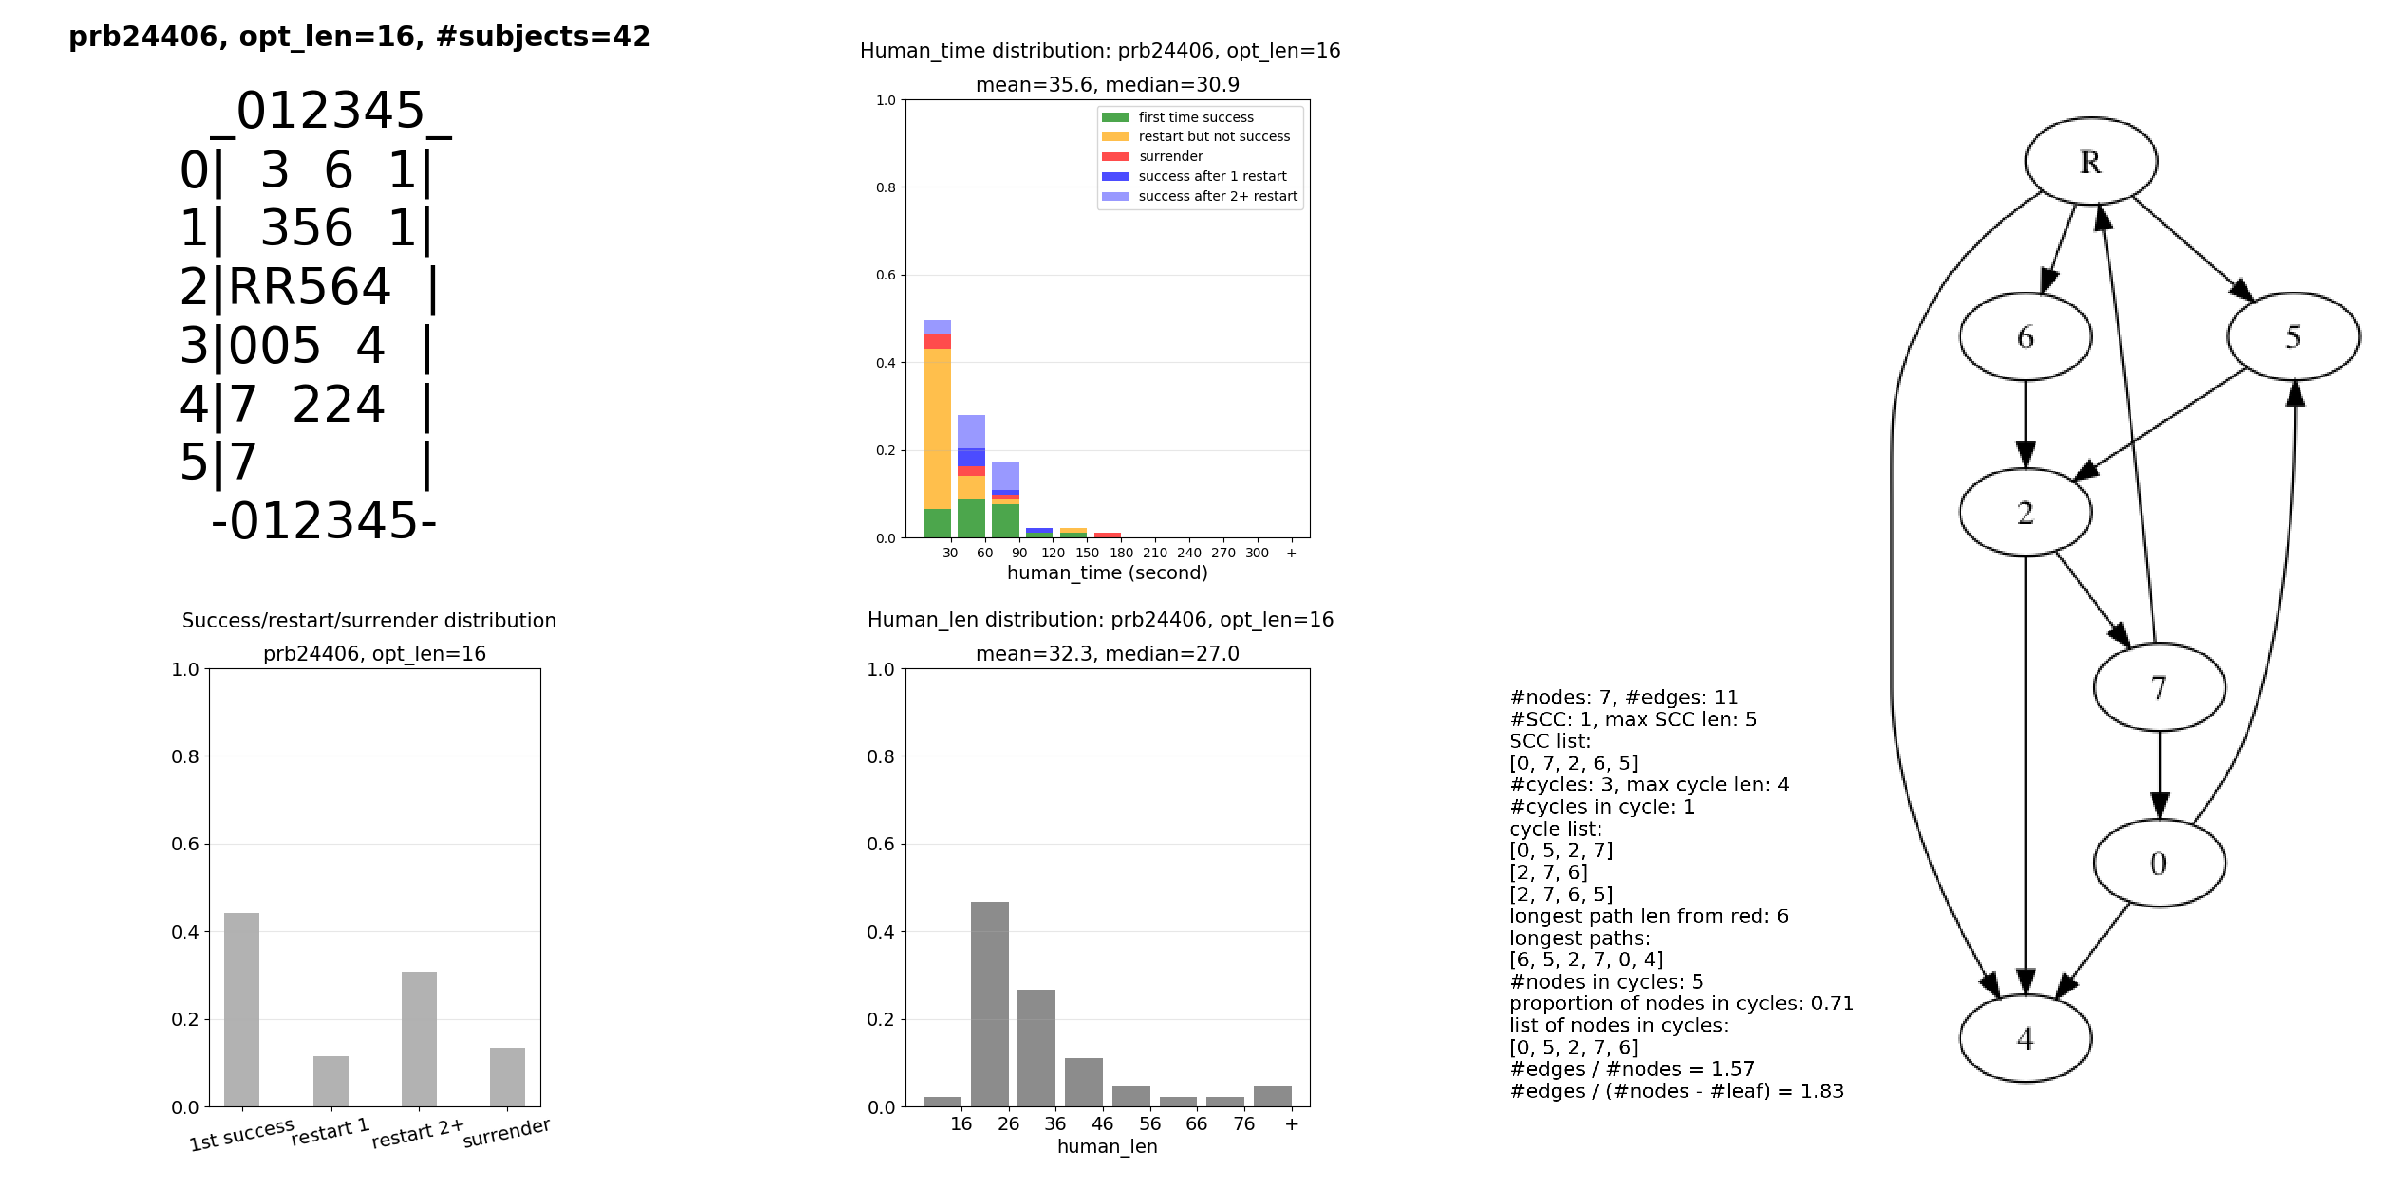 prb24406, opt_len=16, #subjects=42
_012345_
0| 3 6 1|
1| 356 1|
2|RR564 |
3|005 4 |
4|7 224 |
5|7 |
-012345-
Human_time distribution: prb24406, opt_len=16
mean=35.6, median=30.9
1.0
0.8
0.6
0.4
0.2
0.0
first time success
restart but not success
surrender
success after 1 restart
success after 2+ restart
30 60 90 120 150 180 210 240 270 300 +
human_time (second)
Success/restart/surrender distribution
prb24406, opt_len=16
1.0
0.8
0.6
0.4
0.2
0.0
1st success restart 1 restart 2+ surrender
Human_len distribution: prb24406, opt_len=16
mean=32.3, median=27.0
1.0
0.8
0.6
0.4
0.2
0.0
16 26 36 46 56 66 76 +
human_len
#nodes: 7, #edges: 11
#SCC: 1, max SCC len: 5
SCC list:
[0, 7, 2, 6, 5]
#cycles: 3, max cycle len: 4
#cycles in cycle: 1
cycle list:
[0, 5, 2, 7]
[2, 7, 6]
[2, 7, 6, 5]
longest path len from red: 6
longest paths:
[6, 5, 2, 7, 0, 4]
#nodes in cycles: 5
proportion of nodes in cycles: 0.71
list of nodes in cycles:
[0, 5, 2, 7, 6]
#edges / #nodes = 1.57
#edges / (#nodes - #leaf) = 1.83
R
6
5
2
7
0
4